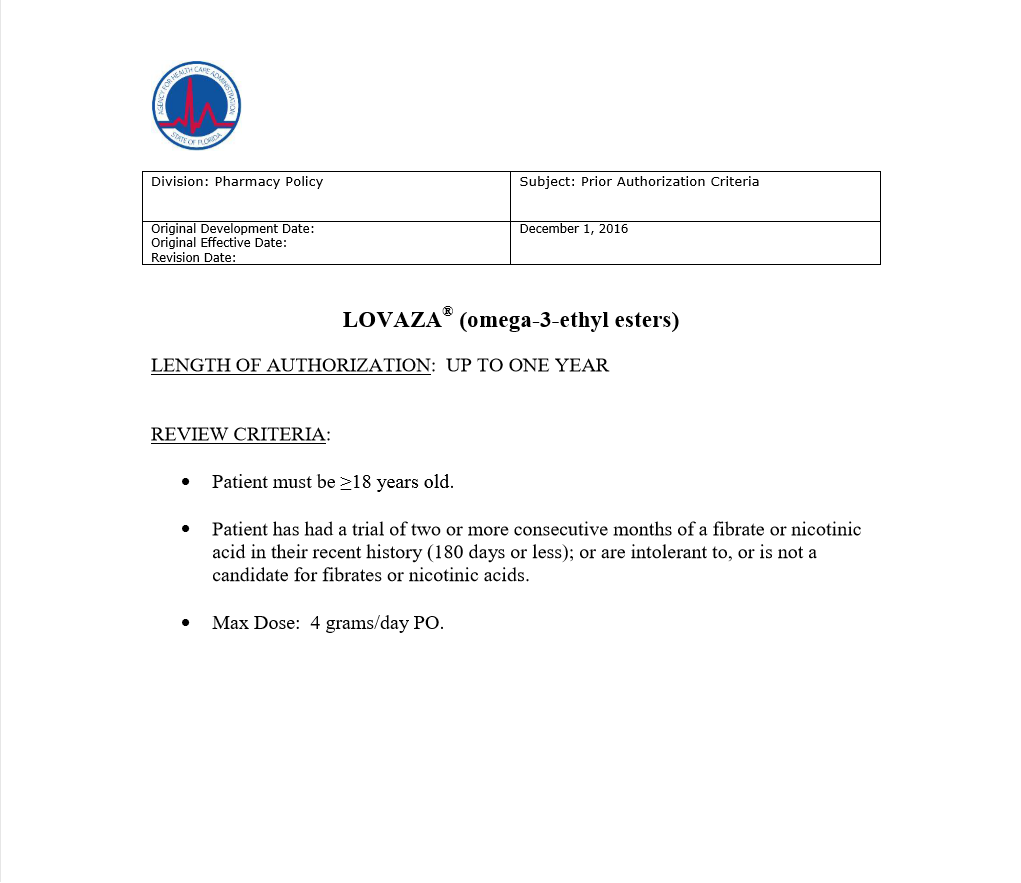 AGENCY FOR HEALTH CARE ADMINISTRATION
STATE OF FLORIDA
Division: Pharmacy Policy
Subject: Prior Authorization Criteria
Original Development Date:
Original Effective Date:
Revision Date:
December 1, 2016
LOVAZA® (omega-3-ethyl esters)
LENGTH OF AUTHORIZATION: UP TO ONE YEAR
REVIEW CRITERIA:
• Patient must be ≥18 years old.
• Patient has had a trial of two or more consecutive months of a fibrate or nicotinic
acid in their recent history (180 days or less); or are intolerant to, or is not a
candidate for fibrates or nicotinic acids.
• Max Dose: 4 grams/day PO.